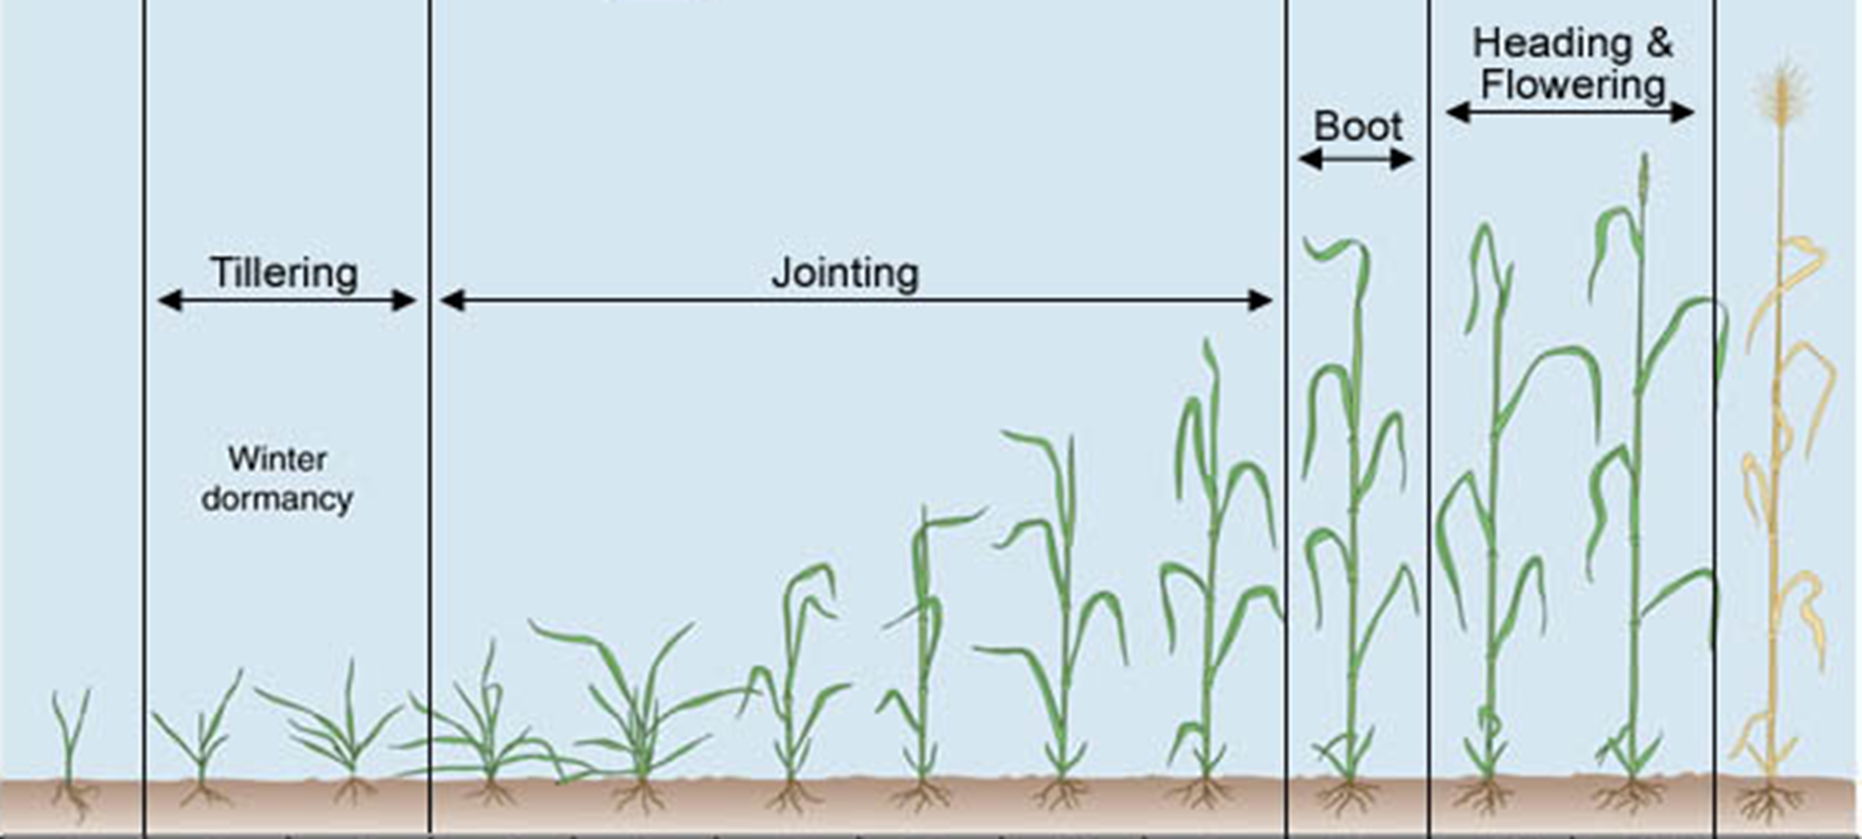 Heading &
Flowering
Boot
Tillering
Jointing
Winter
dormancy